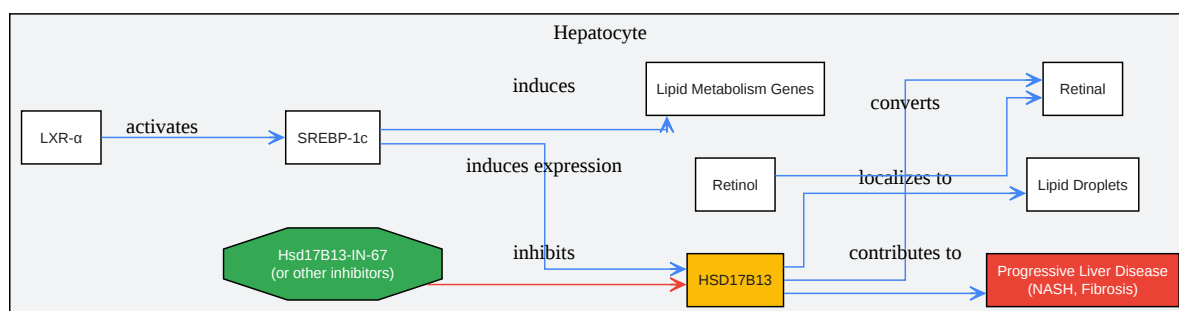 Hepatocyte
induces
Lipid Metabolism Genes
converts
Retinal
LXR-α
activates
SREBP-1c
induces expression
Retinol
localizes to
Lipid Droplets
Hsd17B13-IN-67
(or other inhibitors)
inhibits
HSD17B13
contributes to
Progressive Liver Disease
(NASH, Fibrosis)